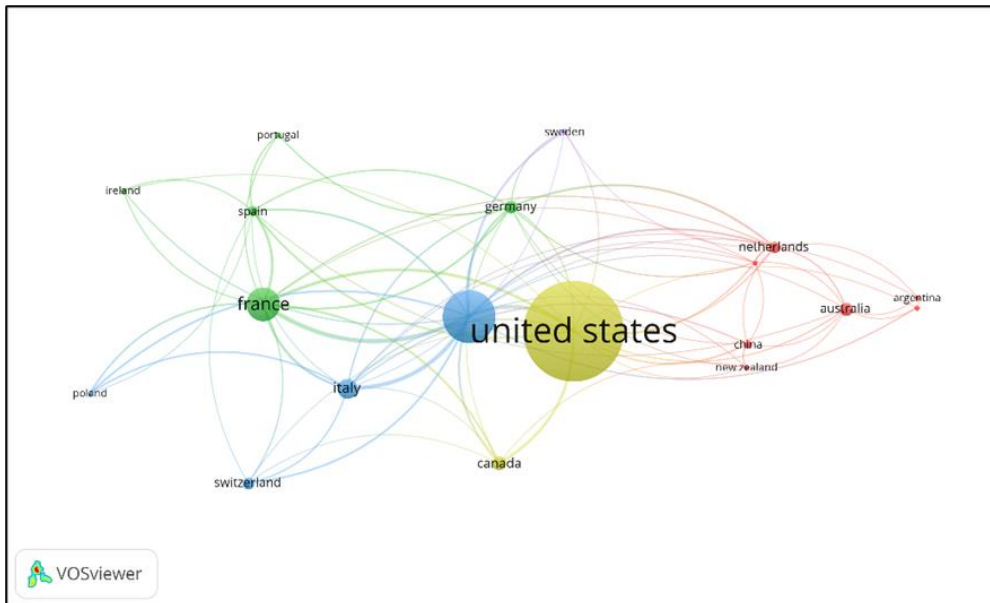 portugal
sweden
ireland
spain
germany
netherlands
france
argentina
australia
united states
china
new zealand
italy
poland
canada
switzerland
VOSviewer